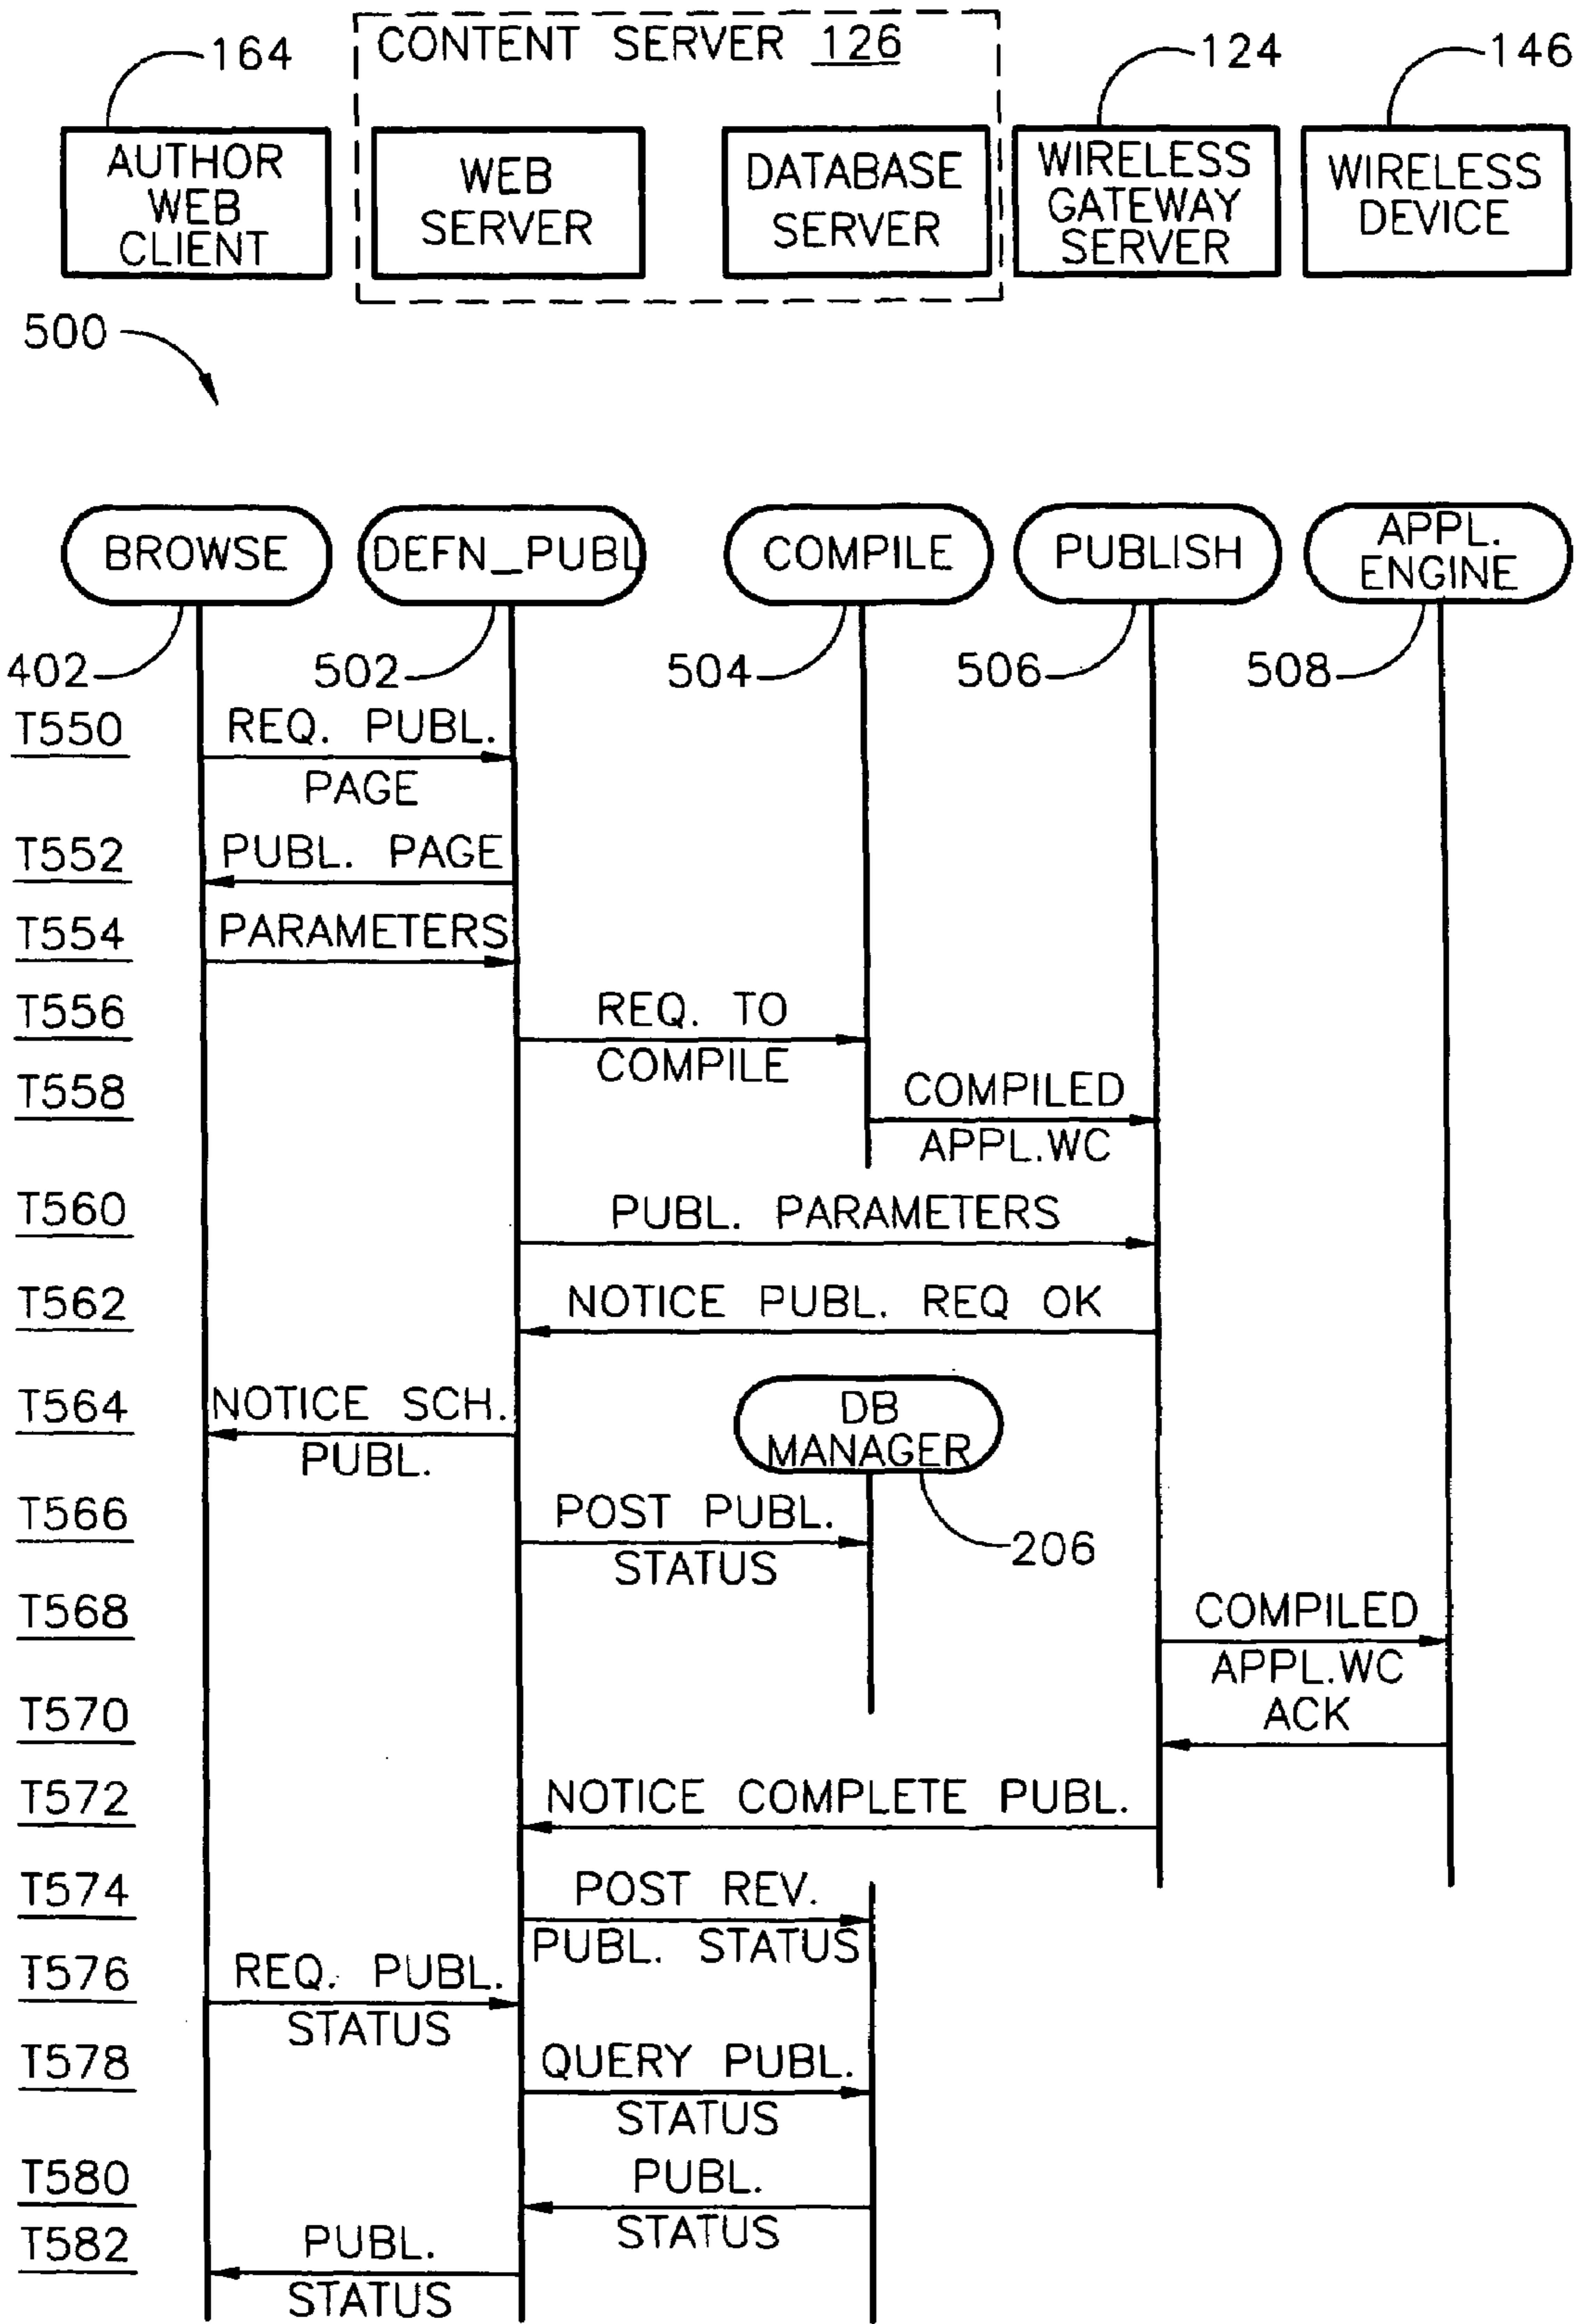 CONTENT SERVER 126
164
124
146
AUTHOR
WEB
CLIENT
WEB
SERVER
DATABASE
SERVER
WIRELESS
GATEWAY
SERVER
WIRELESS
DEVICE
500
BROWSE
DEFN_PUBL
COMPILE
PUBLISH
APPL.
ENGINE
402
502
504
506
508
T550
REQ. PUBL.
PAGE
T552
PUBL. PAGE
T554
PARAMETERS
T556
REQ. TO
COMPILE
T558
COMPILED
APPL.WC
T560
PUBL. PARAMETERS
T562
NOTICE PUBL. REQ OK
T564
NOTICE SCH.
PUBL.
DB
MANAGER
T566
POST PUBL.
STATUS
206
T568
COMPILED
APPL.WC
T570
ACK
T572
NOTICE COMPLETE PUBL.
T574
POST REV.
PUBL. STATUS
T576
REQ. PUBL.
STATUS
T578
QUERY PUBL.
STATUS
T580
PUBL.
STATUS
T582
PUBL.
STATUS